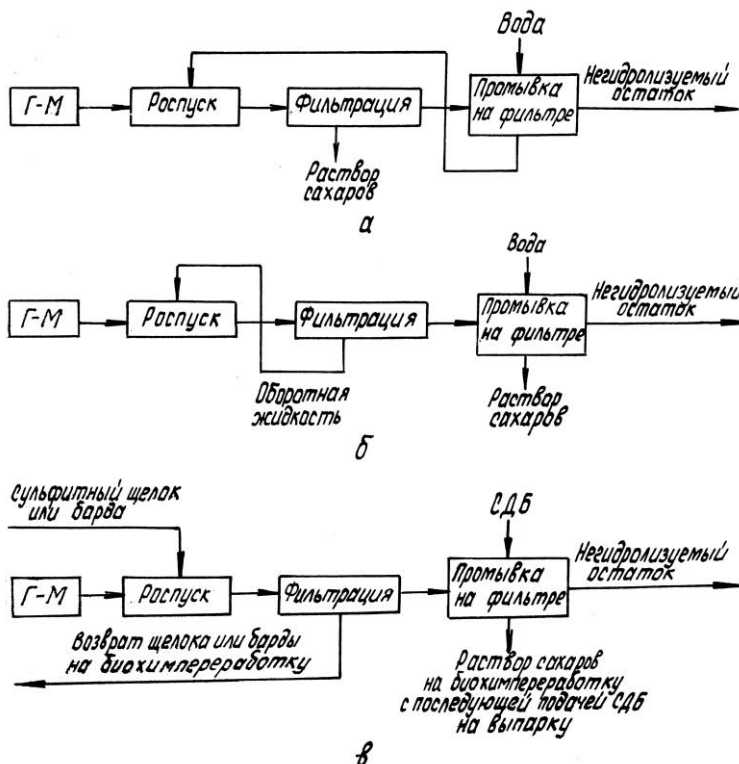 Вода
Негидролизуемый
остаток
Г-М
Роспуск
Фильтрация
Промывка
на фильтре
Раствор
сахаров
а
Вода
Негидролизуемый
остаток
Г-М
Роспуск
Фильтрация
Промывка
на фильтре
Оборотная
жидкость
Раствор
сахаров
б
Сульфитный щелок
или барда
СДБ
Негидролизуемый
остаток
Г-М
Роспуск
Фильтрация
Промывка
на фильтре
Возврат щелока или барды
на биохимпереработку
Раствор сахаров
на биохимпереработку
с последующей подачей СДБ
на выпарку
в